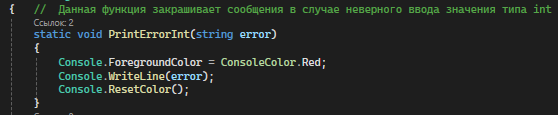 { // Данная функция закрашивает сообщения в случае неверного ввода значения типа int
Ссылок: 2
static void PrintErrorInt(string error)
{
Console.ForegroundColor = ConsoleColor.Red;
Console.WriteLine(error);
Console.ResetColor();
}